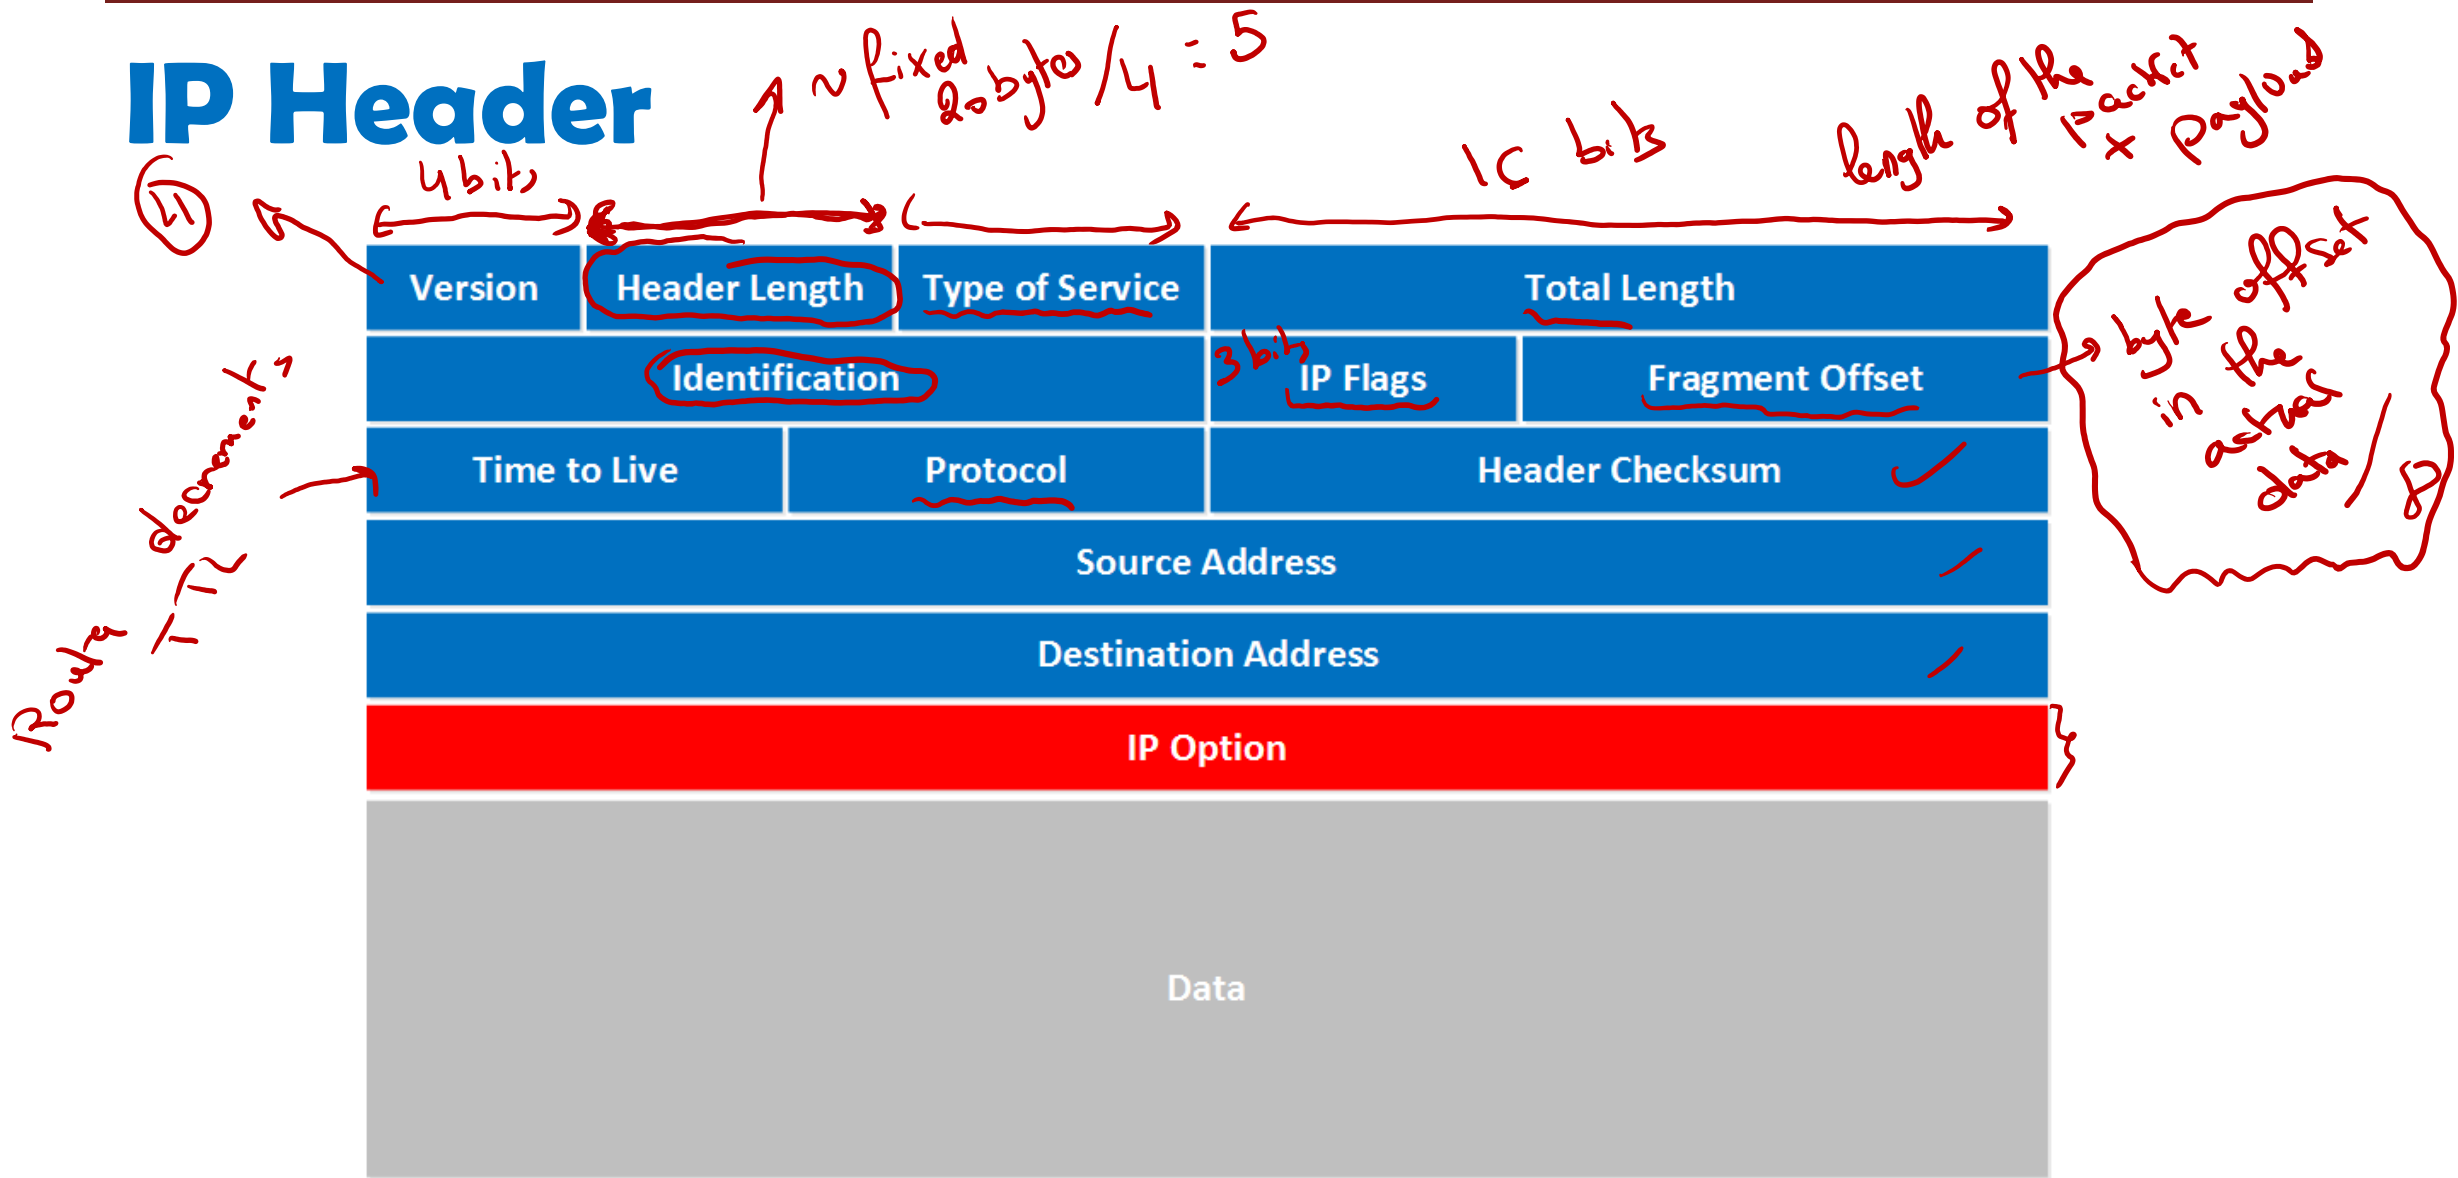 IP Header
~ fixed
20 bytes / 4 = 5
4 bits
16 bits
length of the
packet
x payload
Version
Header Length
Type of Service
Total Length
Identification
3 bits
IP Flags
Fragment Offset
byte offset
in the
actual
data / 8
Time to Live
Protocol
Header Checksum
Router decrement
TTL
Source Address
Destination Address
IP Option
Data